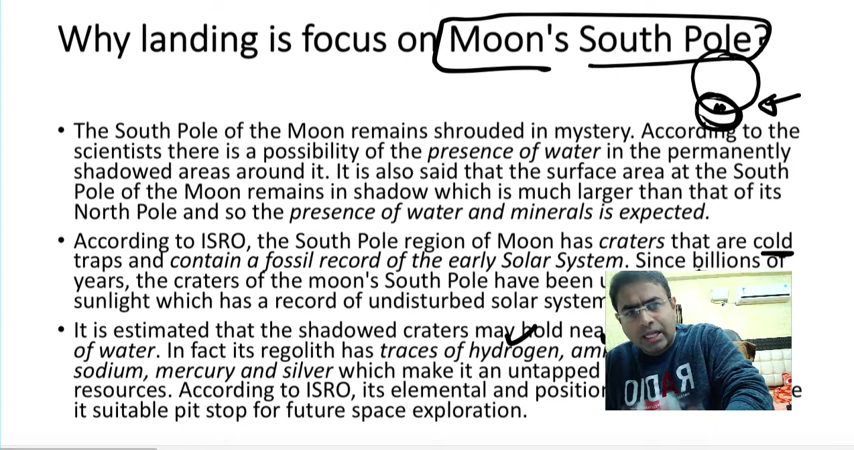 Why landing is focus on Moon's South Pole?
• The South Pole of the Moon remains shrouded in mystery. According to the
scientists there is a possibility of the presence of water in the permanently
shadowed areas around it. It is also said that the surface area at the South
Pole of the Moon remains in shadow which is much larger than that of its
North Pole and so the presence of water and minerals is expected.
• According to ISRO, the South Pole region of Moon has craters that are cold
traps and contain a fossil record of the early Solar System. Since billions of
years, the craters of the moon's South Pole have been
sunlight which has a record of undisturbed solar system
• It is estimated that the shadowed craters may hold
of water. In fact its regolith has traces of hydrogen,
sodium, mercury and silver which make it an untapped
resources. According to ISRO, its elemental and
it suitable pit stop for future space exploration.
RADIO